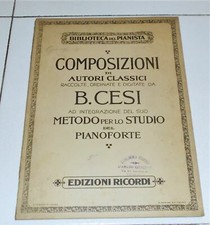 BIBLIOTECA DEL PIANISTA
COMPOSIZIONI
DI
AUTORI CLASSICI
RACCOLTE, ORDINATE E DIGITATE DA
B. CESI
AD INTEGRAZIONE DEL SUO
METODO PER LO STUDIO
DEL
PIANOFORTE
EDIZIONI RICORDI